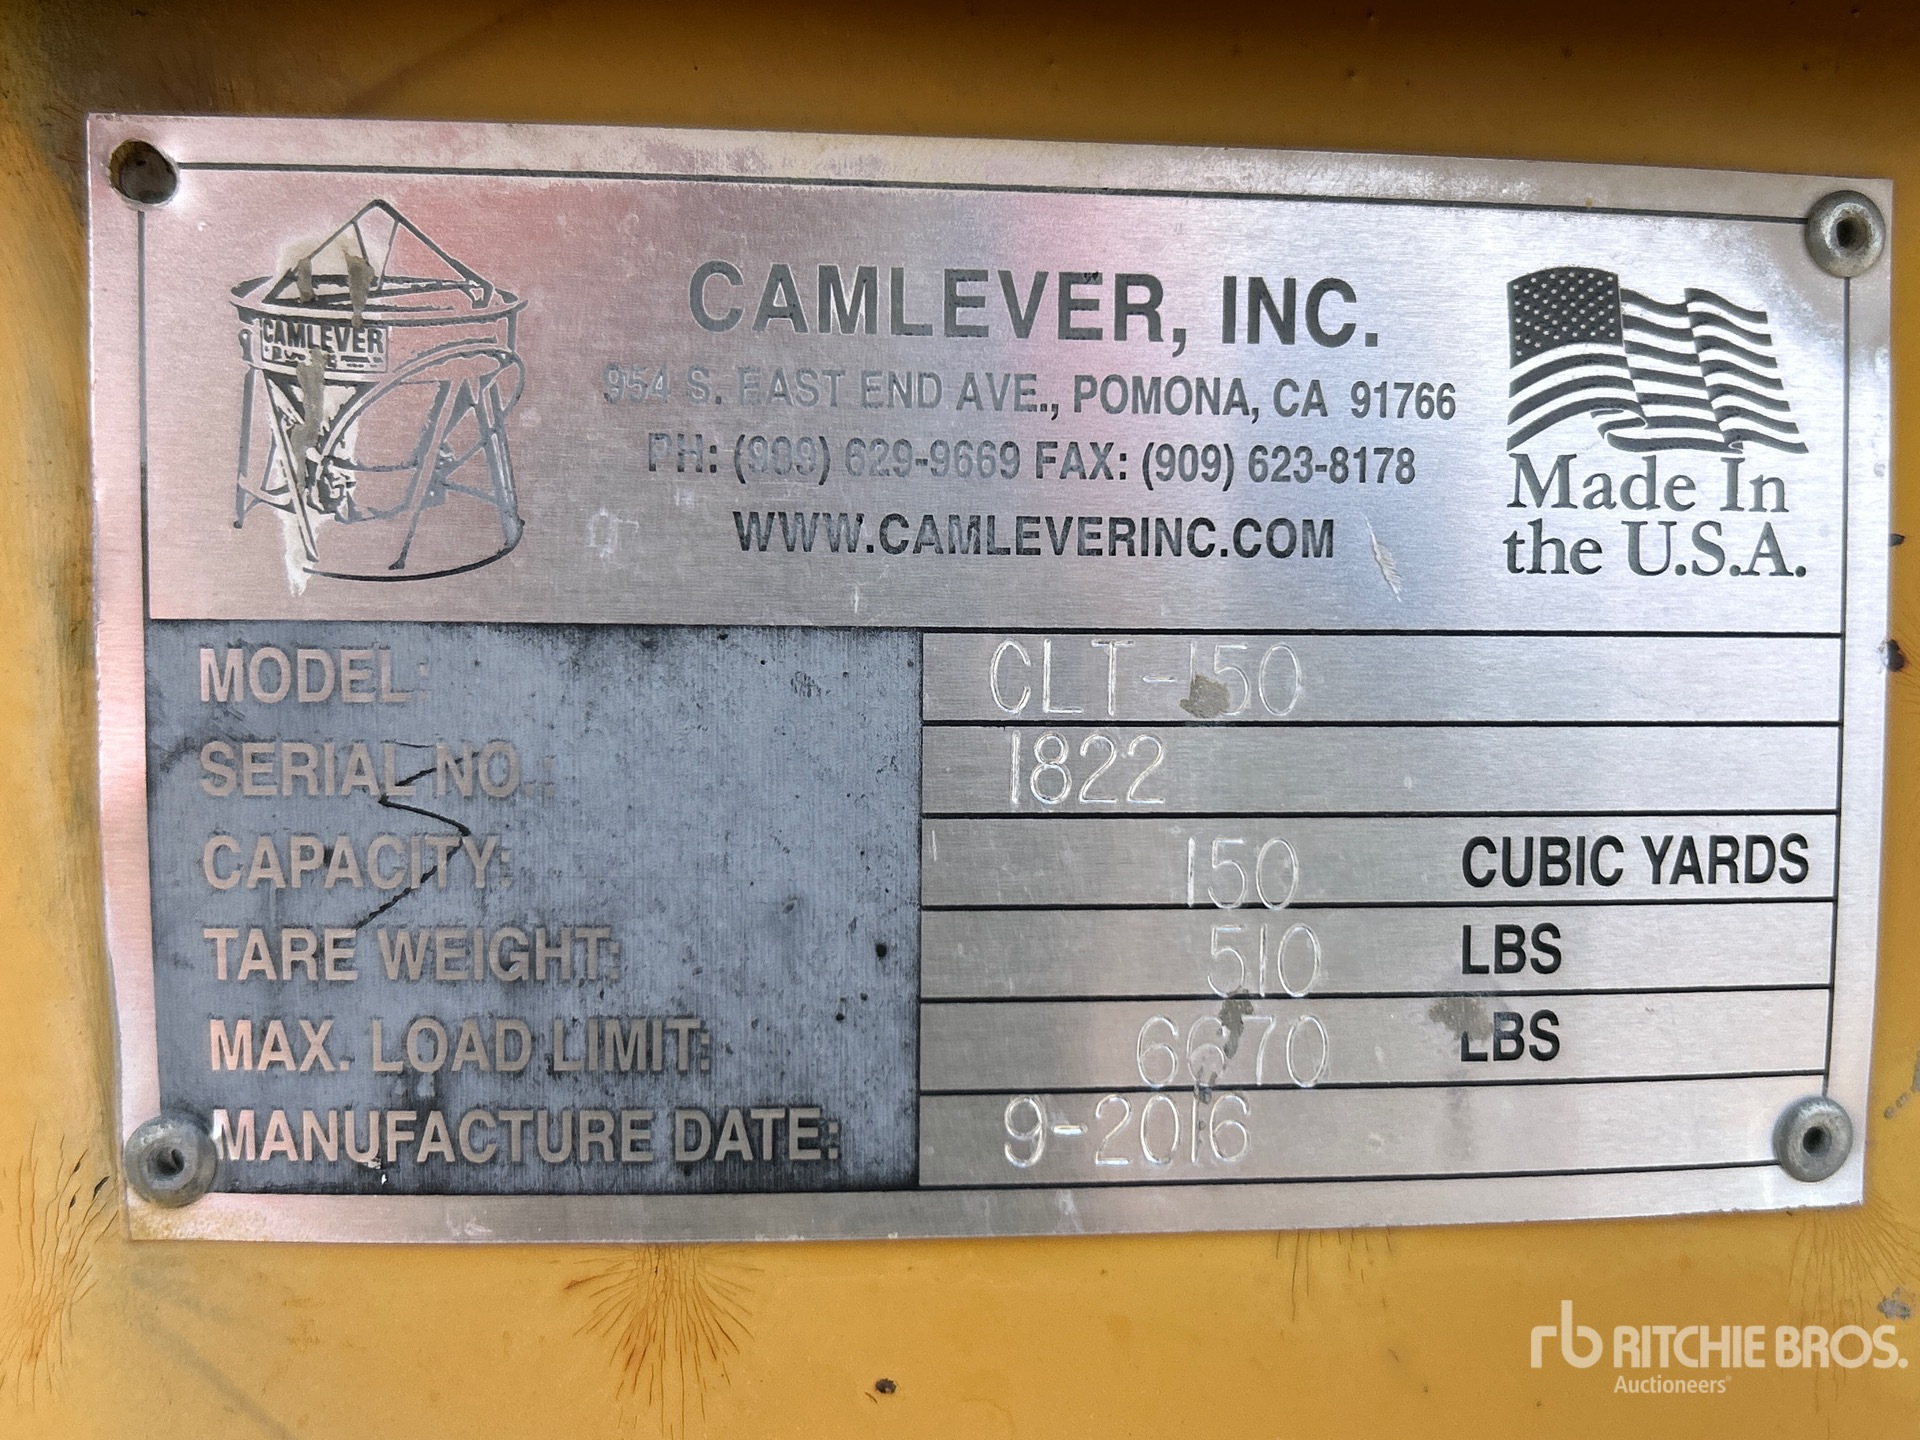 CAMLEVER
CAMLEVER, INC.
954 S. EAST END AVE., POMONA, CA 91766
PH: (909) 629-9669 FAX: (909) 623-8178
WWW.CAMLEVERINC.COM
Made In
the U.S.A.
MODEL: CLT-150
SERIAL NO.: 1822
CAPACITY: 150 CUBIC YARDS
TARE WEIGHT: 510 LBS
MAX. LOAD LIMIT: 6670 LBS
MANUFACTURE DATE: 9-2016
rb RITCHIE BROS.
Auctioneers